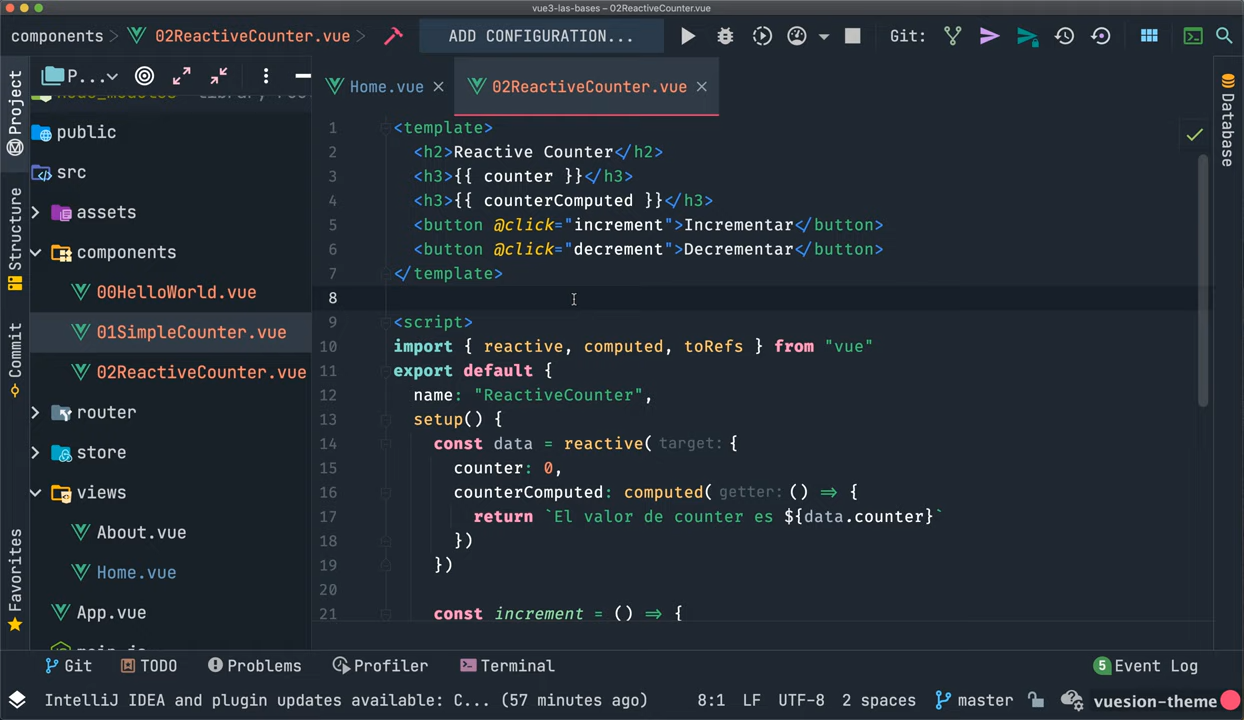 vue3-las-bases – 02ReactiveCounter.vue
components 02ReactiveCounter.vue ADD CONFIGURATION... Git:
P...
Home.vue 02ReactiveCounter.vue
Project
Structure
Commit
Favorites
Database
public
src
assets
components
00HelloWorld.vue
01SimpleCounter.vue
02ReactiveCounter.vue
router
store
views
About.vue
Home.vue
App.vue
1 <template>
2 <h2>Reactive Counter</h2>
3 <h3>{{ counter }}</h3>
4 <h3>{{ counterComputed }}</h3>
5 <button @click="increment">Incrementar</button>
6 <button @click="decrement">Decrementar</button>
7 </template>
8
9 <script>
10 import { reactive, computed, toRefs } from "vue"
11 export default {
12 name: "ReactiveCounter",
13 setup() {
14 const data = reactive( target: {
15 counter: 0,
16 counterComputed: computed( getter: () => {
17 return `El valor de counter es ${data.counter}`
18 })
19 })
20
21 const increment = () => {
Git TODO Problems Profiler Terminal 5 Event Log
IntelliJ IDEA and plugin updates available: C... (57 minutes ago) 8:1 LF UTF-8 2 spaces master vuesion-theme